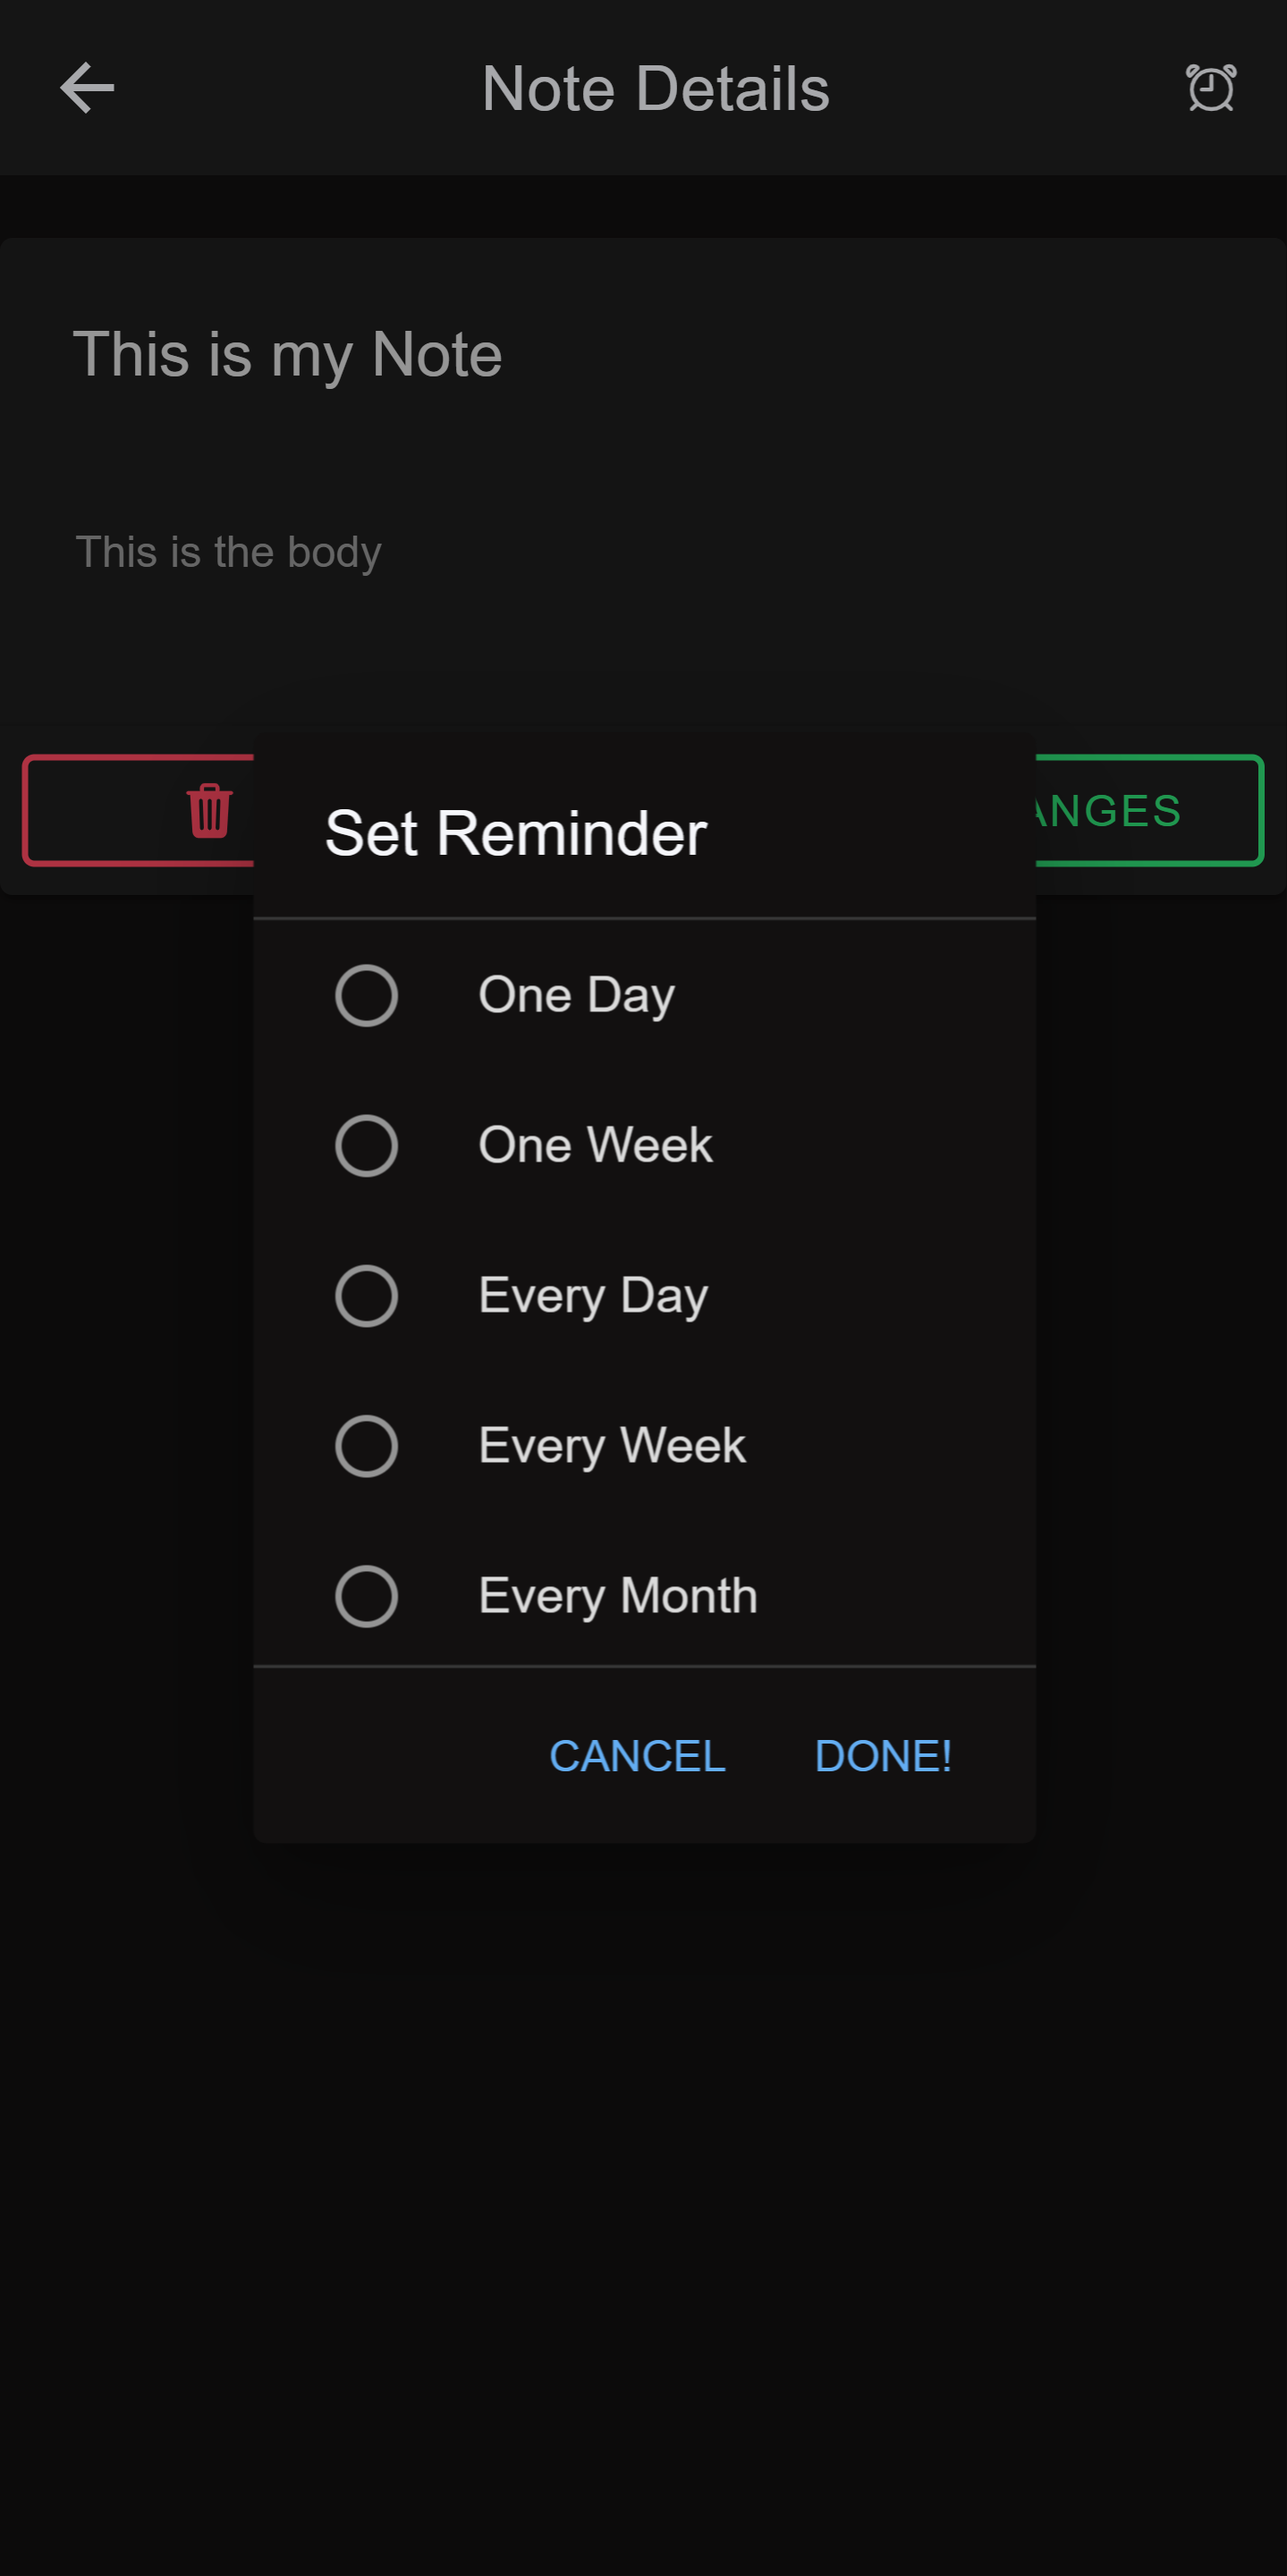 Note Details
This is my Note
This is the body
ANGES
Set Reminder
One Day
One Week
Every Day
Every Week
Every Month
CANCEL DONE!